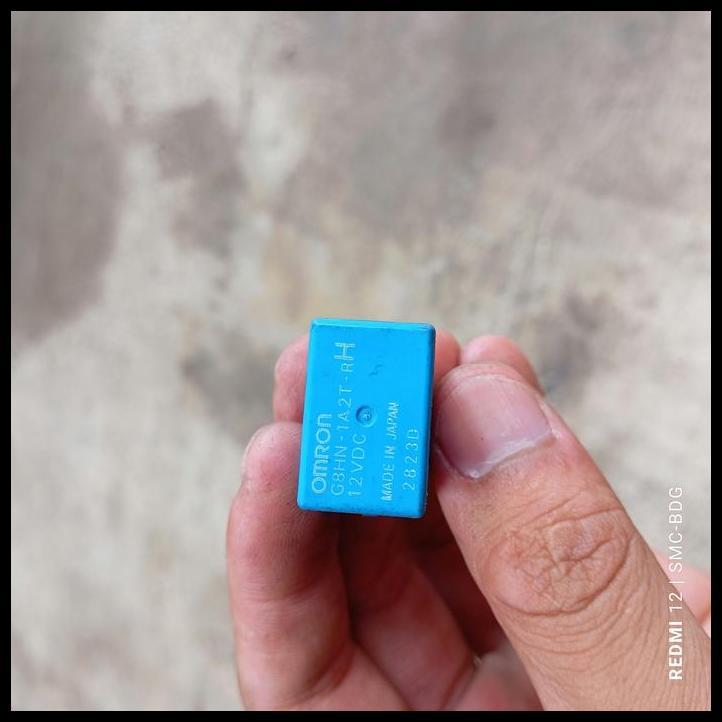 OMRON
G8HN-1A2T-RH
12VDC
MADE IN JAPAN
2823D
REDMI 12 | SMC-BDG